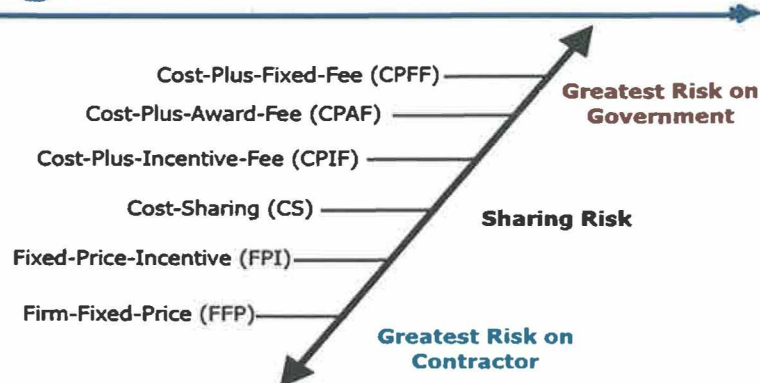 Cost-Plus-Fixed-Fee (CPFF)
Greatest Risk on
Government
Cost-Plus-Award-Fee (CPAF)
Cost-Plus-Incentive-Fee (CPIF)
Cost-Sharing (CS)
Sharing Risk
Fixed-Price-Incentive (FPI)
Firm-Fixed-Price (FFP)
Greatest Risk on
Contractor